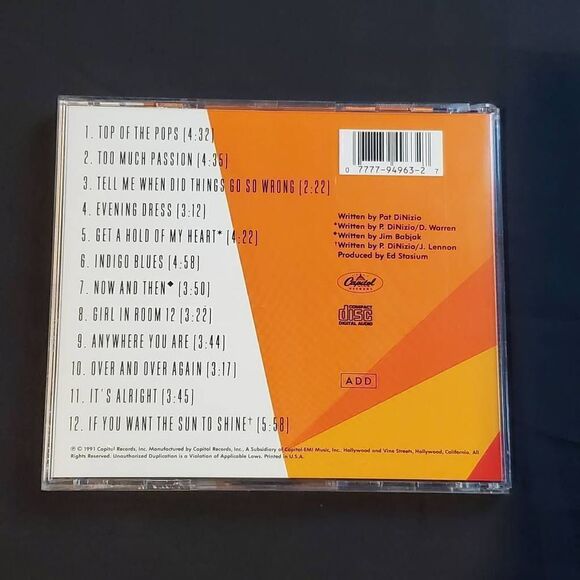 1. TOP OF THE POPS (4:32)
2. TOO MUCH PASSION (4:35)
3. TELL ME WHEN DID THINGS GO SO WRONG (2:22)
4. EVENING DRESS (3:12)
5. GET A HOLD OF MY HEART* (4:22)
6. INDIGO BLUES (4:58)
7. NOW AND THEN◆ (3:50)
8. GIRL IN ROOM 12 (3:22)
9. ANYWHERE YOU ARE (3:44)
10. OVER AND OVER AGAIN (3:17)
11. IT'S ALRIGHT (3:45)
12. IF YOU WANT THE SUN TO SHINE† (5:58)
0 7777-94963-2 7
Written by Pat DiNizio
*Written by P. DiNizio/D. Warren
◆Written by Jim Babjak
†Written by P. DiNizio/J. Lennon
Produced by Ed Stasium
Capitol
RECORDS
COMPACT
disc
DIGITAL AUDIO
ADD
℗ © 1991 Capitol Records, Inc. Manufactured by Capitol Records, Inc., A Subsidiary of Capitol-EMI Music, Inc., Hollywood and Vine Streets, Hollywood, California. All
Rights Reserved. Unauthorized Duplication is a Violation of Applicable Laws. Printed in U.S.A.